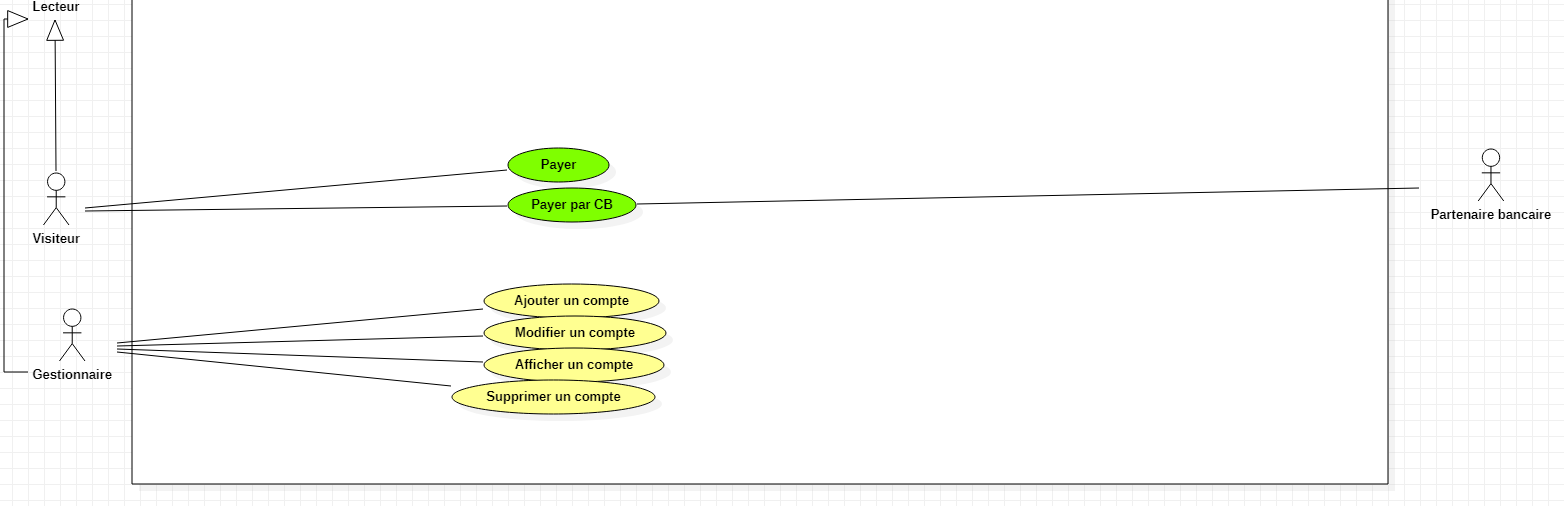 Lecteur
Payer
Payer par CB
Visiteur
Partenaire bancaire
Ajouter un compte
Modifier un compte
Afficher un compte
Gestionnaire
Supprimer un compte